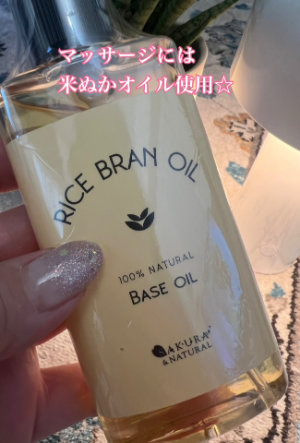 マッサージには
米ぬかオイル使用☆
RICE BRAN OIL
100% NATURAL
BASE OIL
SAKURA
& NATURAL